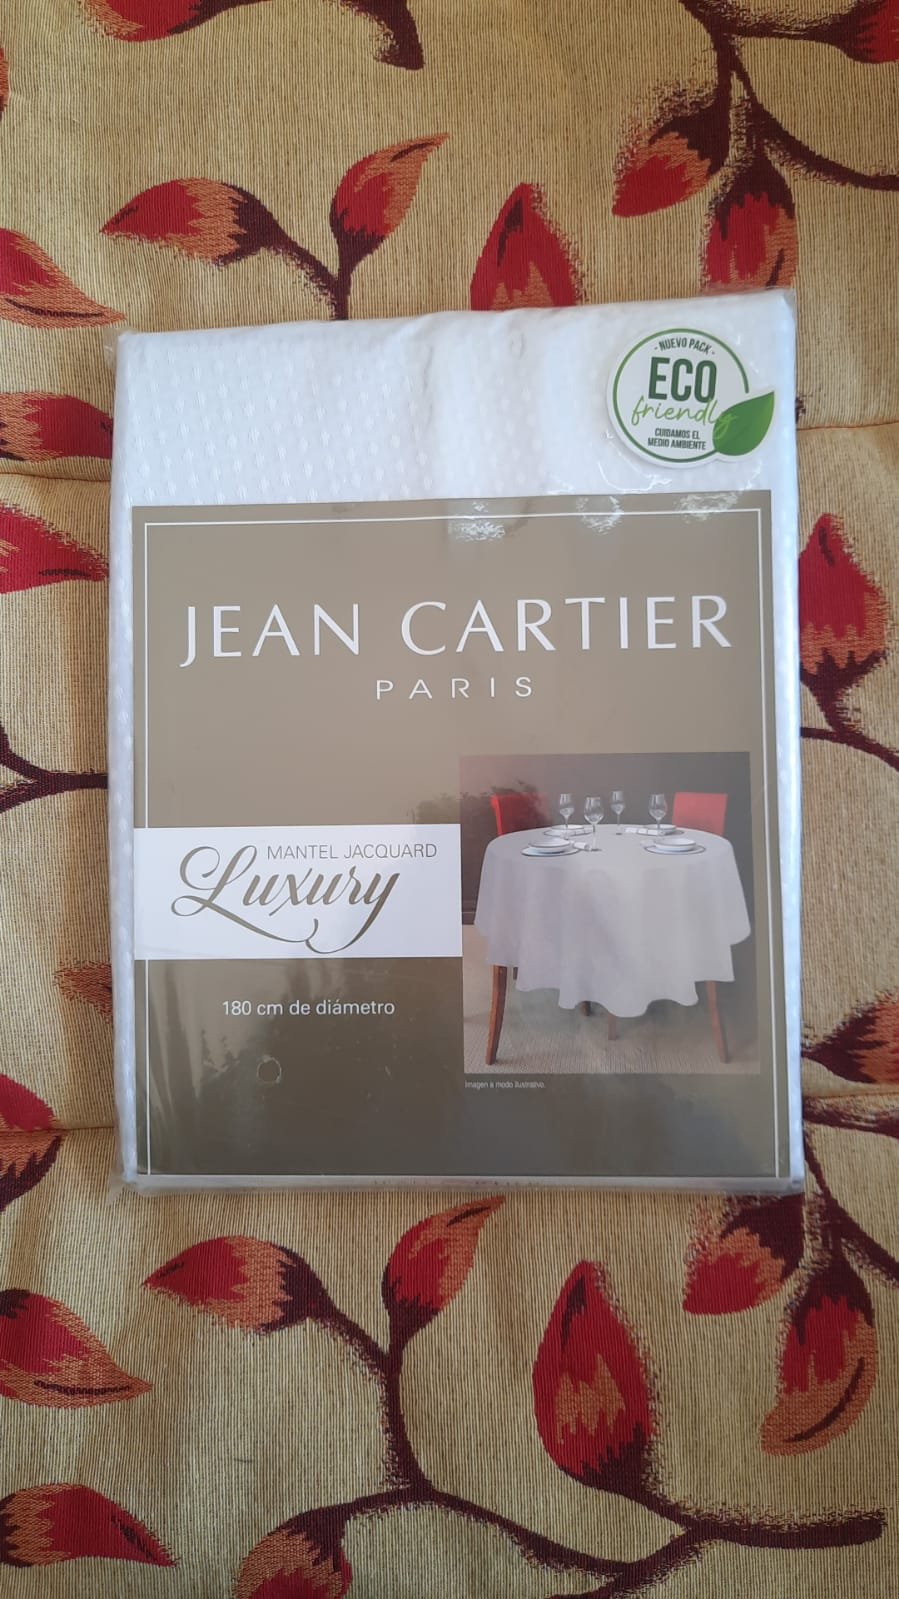 - NUEVO PACK -
ECO
friendly
CUIDAMOS EL
MEDIO AMBIENTE
JEAN CARTIER
PARIS
MANTEL JACQUARD
Luxury
180 cm de diámetro
Imagen a modo ilustrativo.